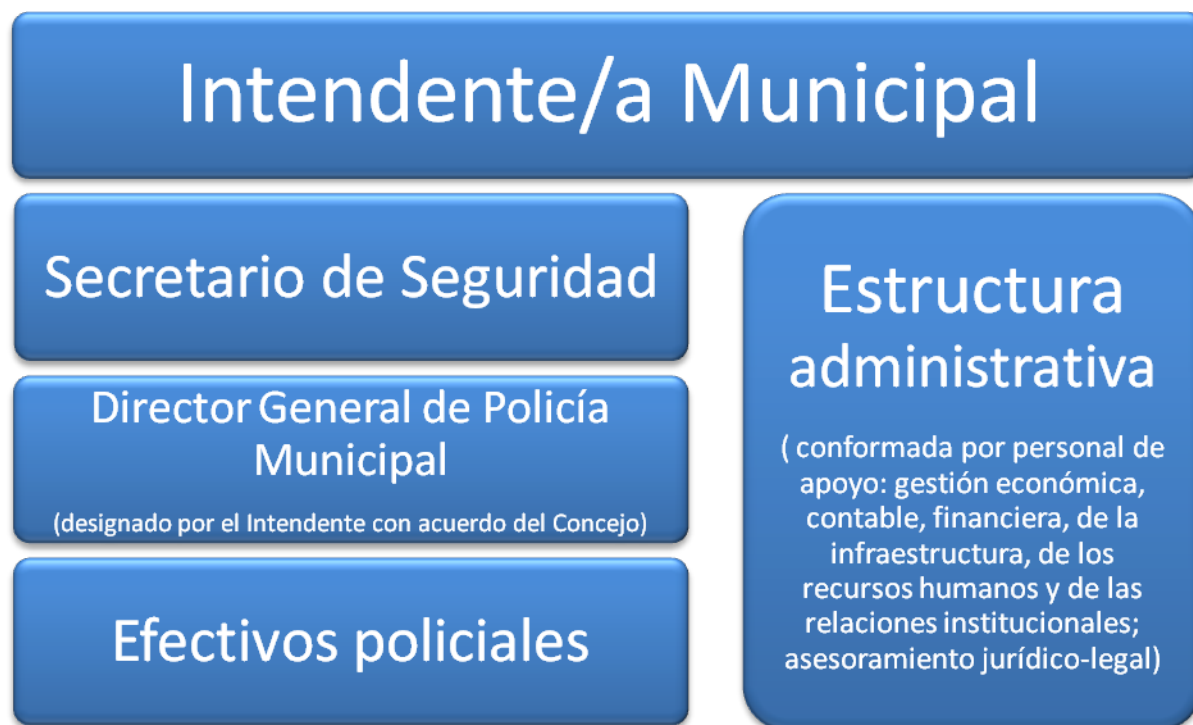 Intendente/a Municipal
Secretario de Seguridad
Director General de Policía
Municipal
(designado por el Intendente con acuerdo del Concejo)
Efectivos policiales
Estructura
administrativa
( conformada por personal de
apoyo: gestión económica,
contable, financiera, de la
infraestructura, de los
recursos humanos y de las
relaciones institucionales;
asesoramiento jurídico-legal)